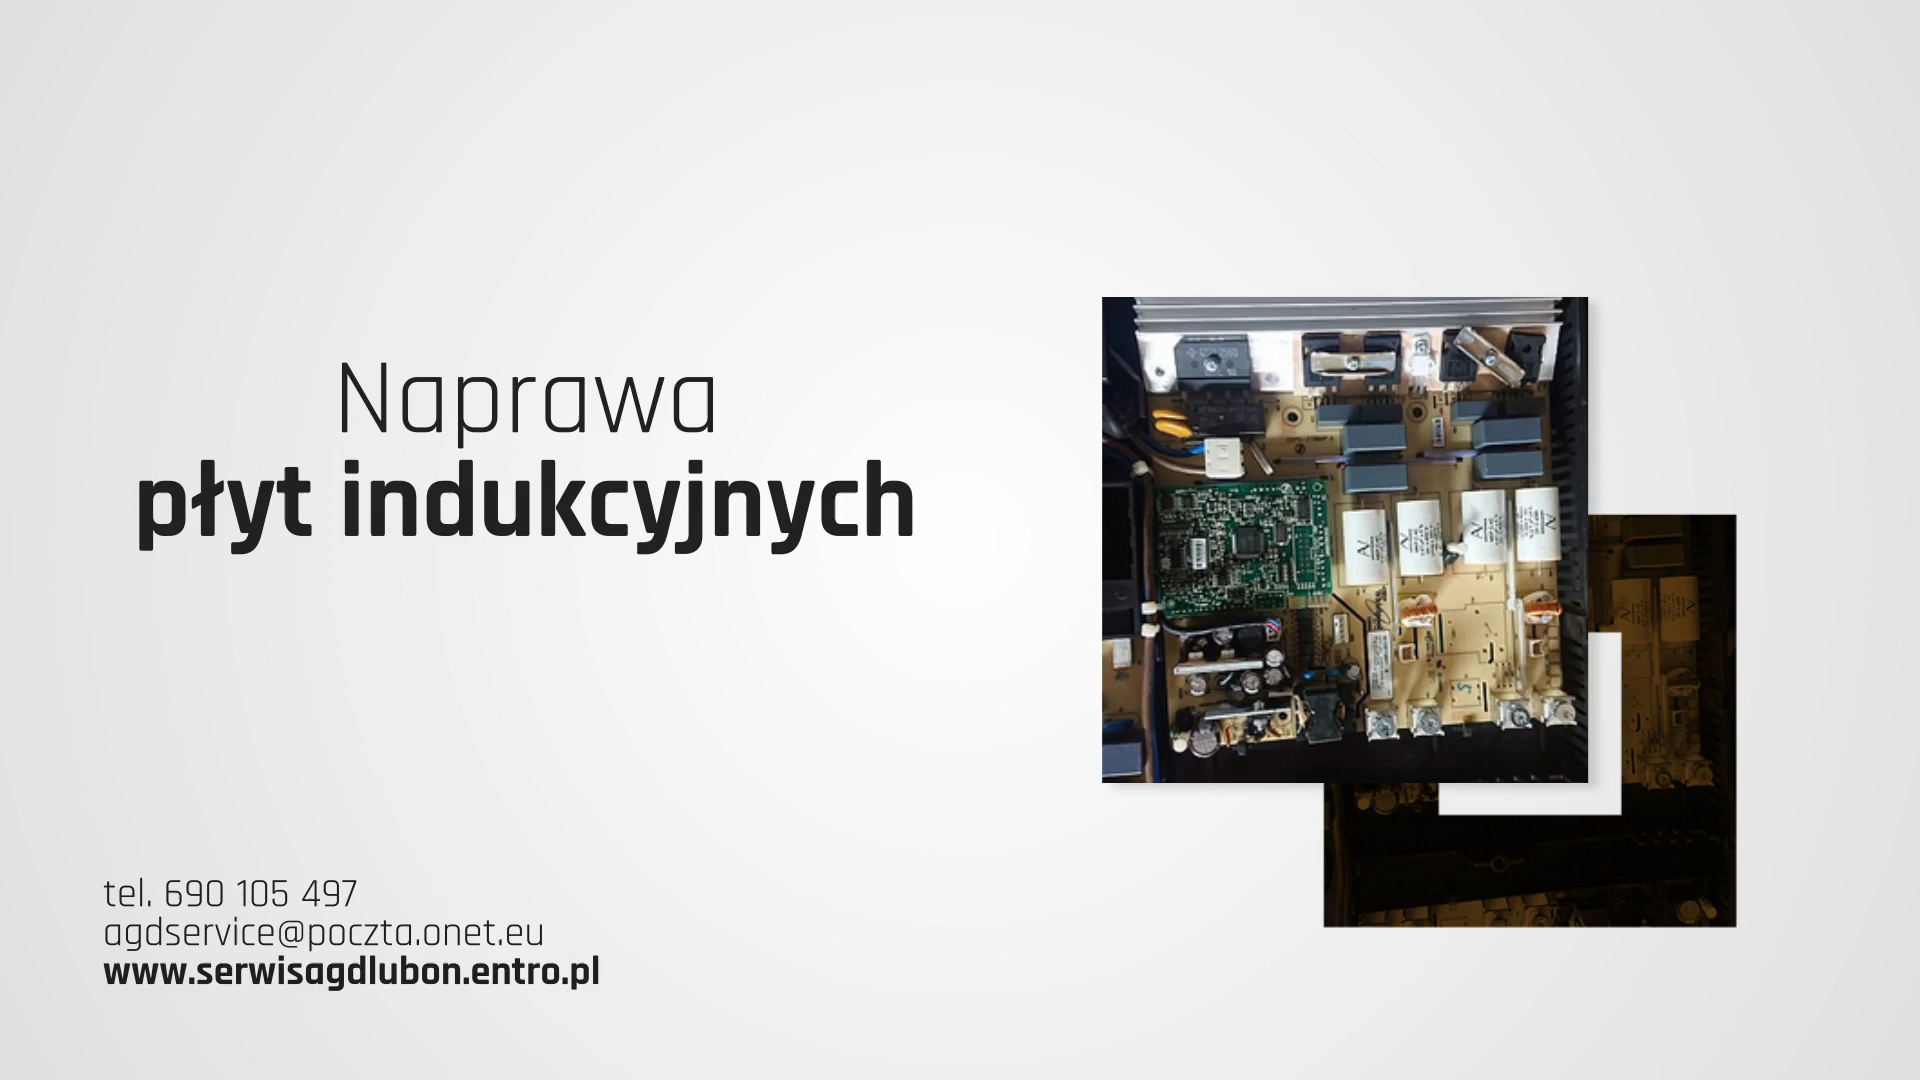 Naprawa
płyt indukcyjnych
tel. 690 105 497
agdservice@poczta.onet.eu
www.serwisagdlubon.entro.pl